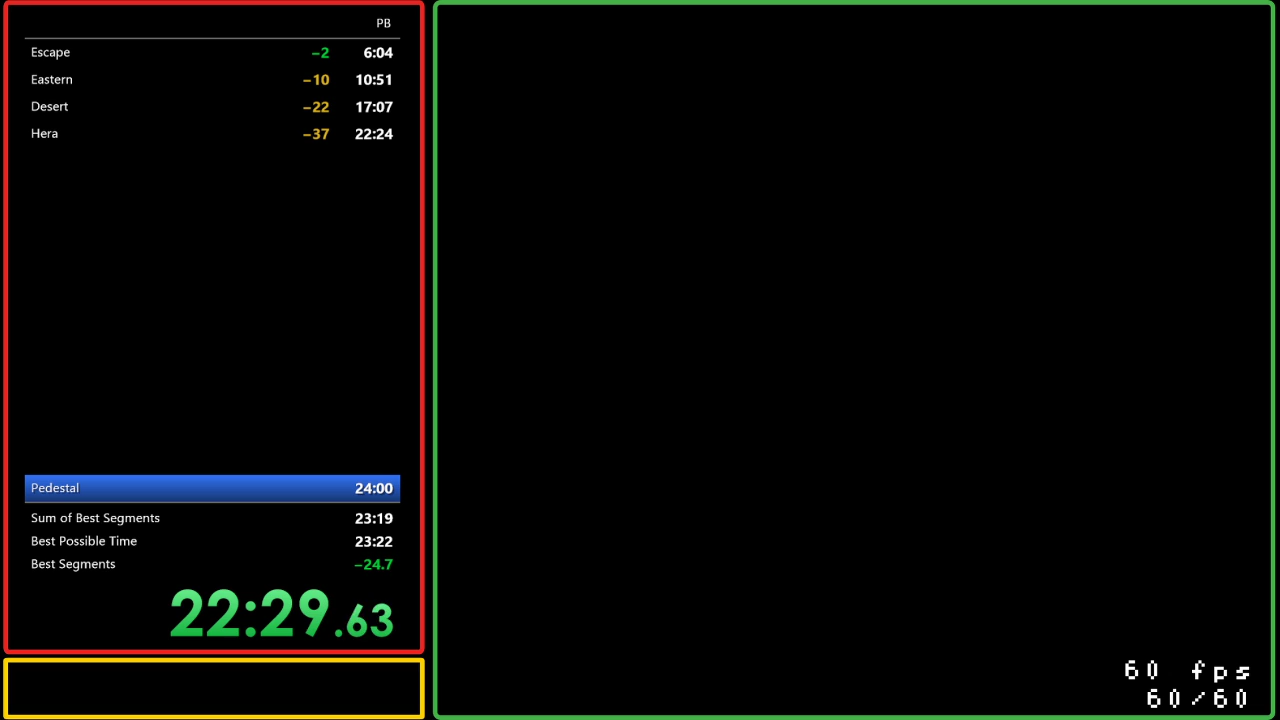 PB
Escape −2 6:04
Eastern −10 10:51
Desert −22 17:07
Hera −37 22:24
Pedestal 24:00
Sum of Best Segments 23:19
Best Possible Time 23:22
Best Segments −24.7
22:29.63
60 fps
60/60